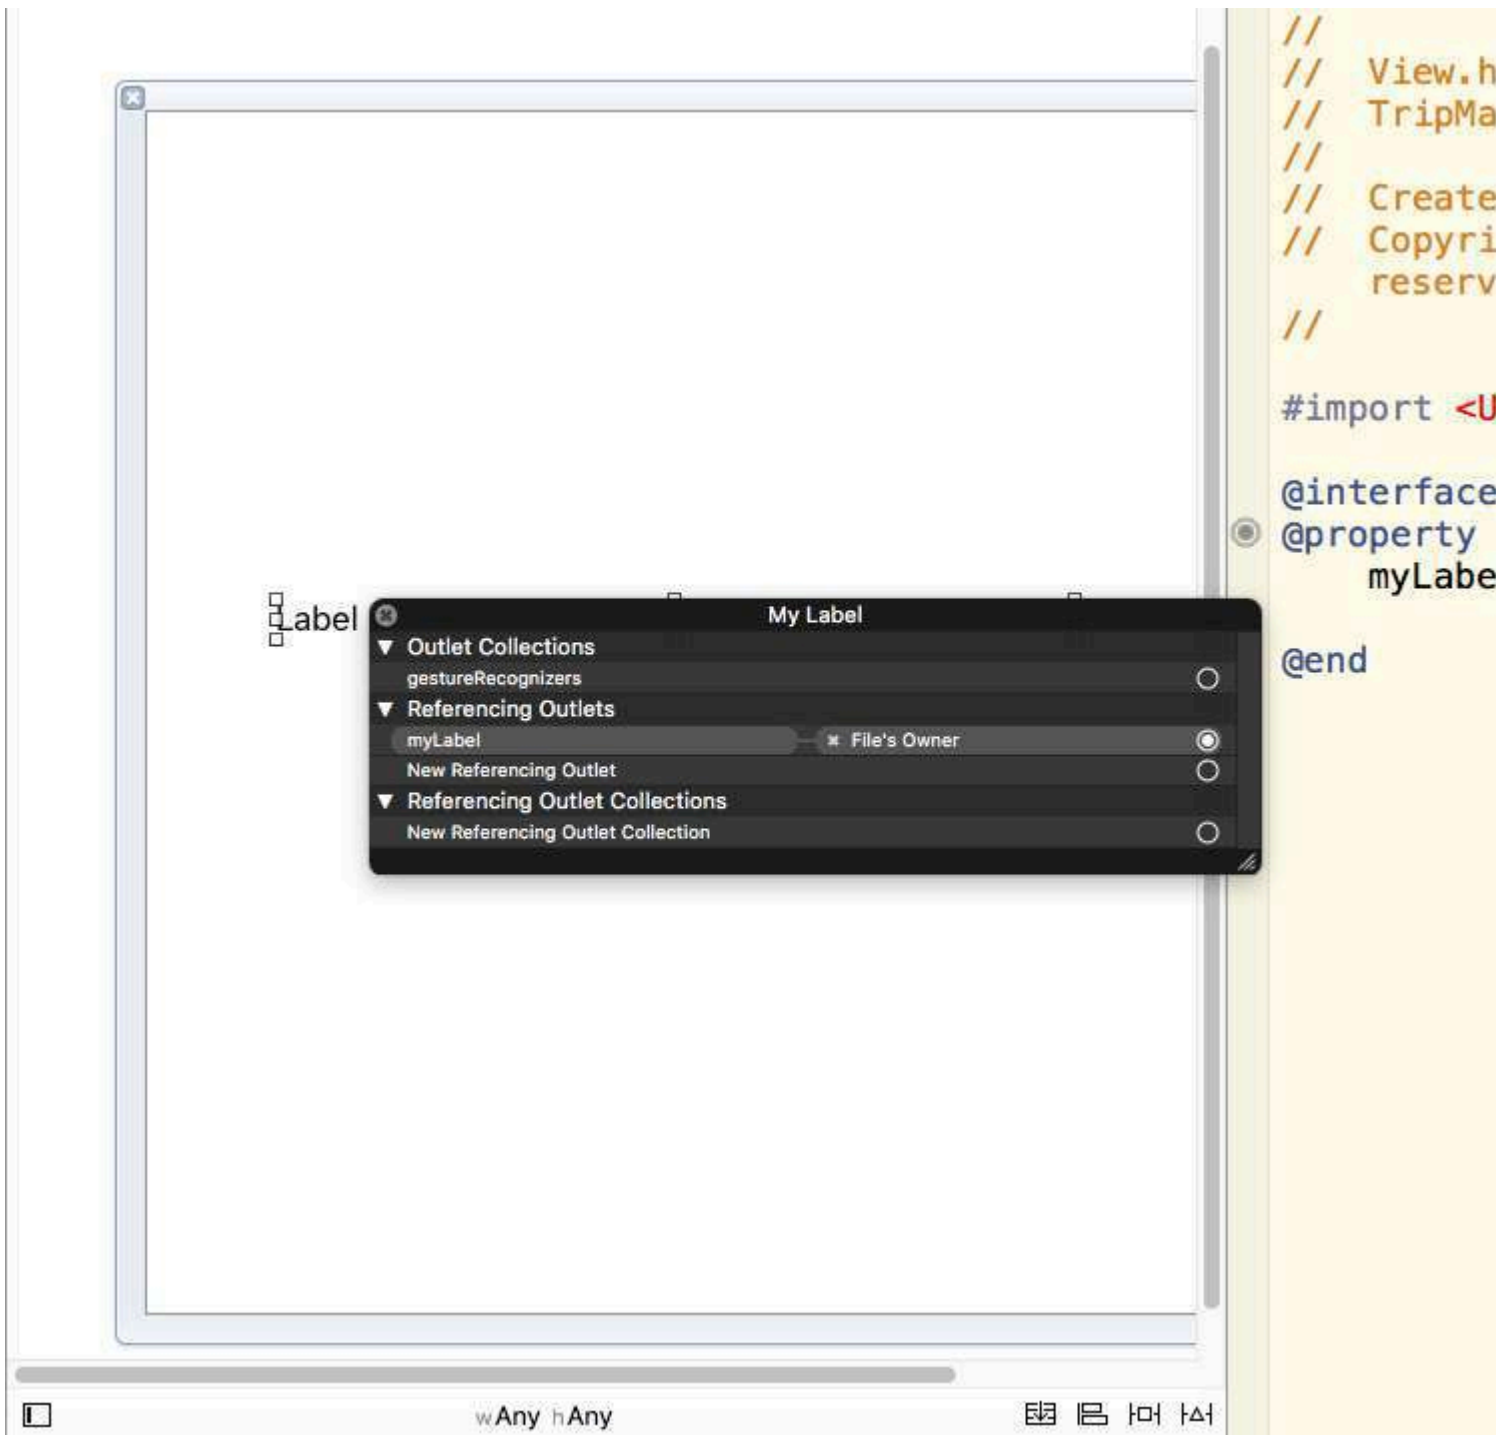 Label
My Label
Outlet Collections
gestureRecognizers
Referencing Outlets
myLabel
File's Owner
New Referencing Outlet
Referencing Outlet Collections
New Referencing Outlet Collection
wAny hAny
//
// View.h
// TripMa
//
// Create
// Copyri
reserv
//
#import <U
@interface
@property
myLabe
@end